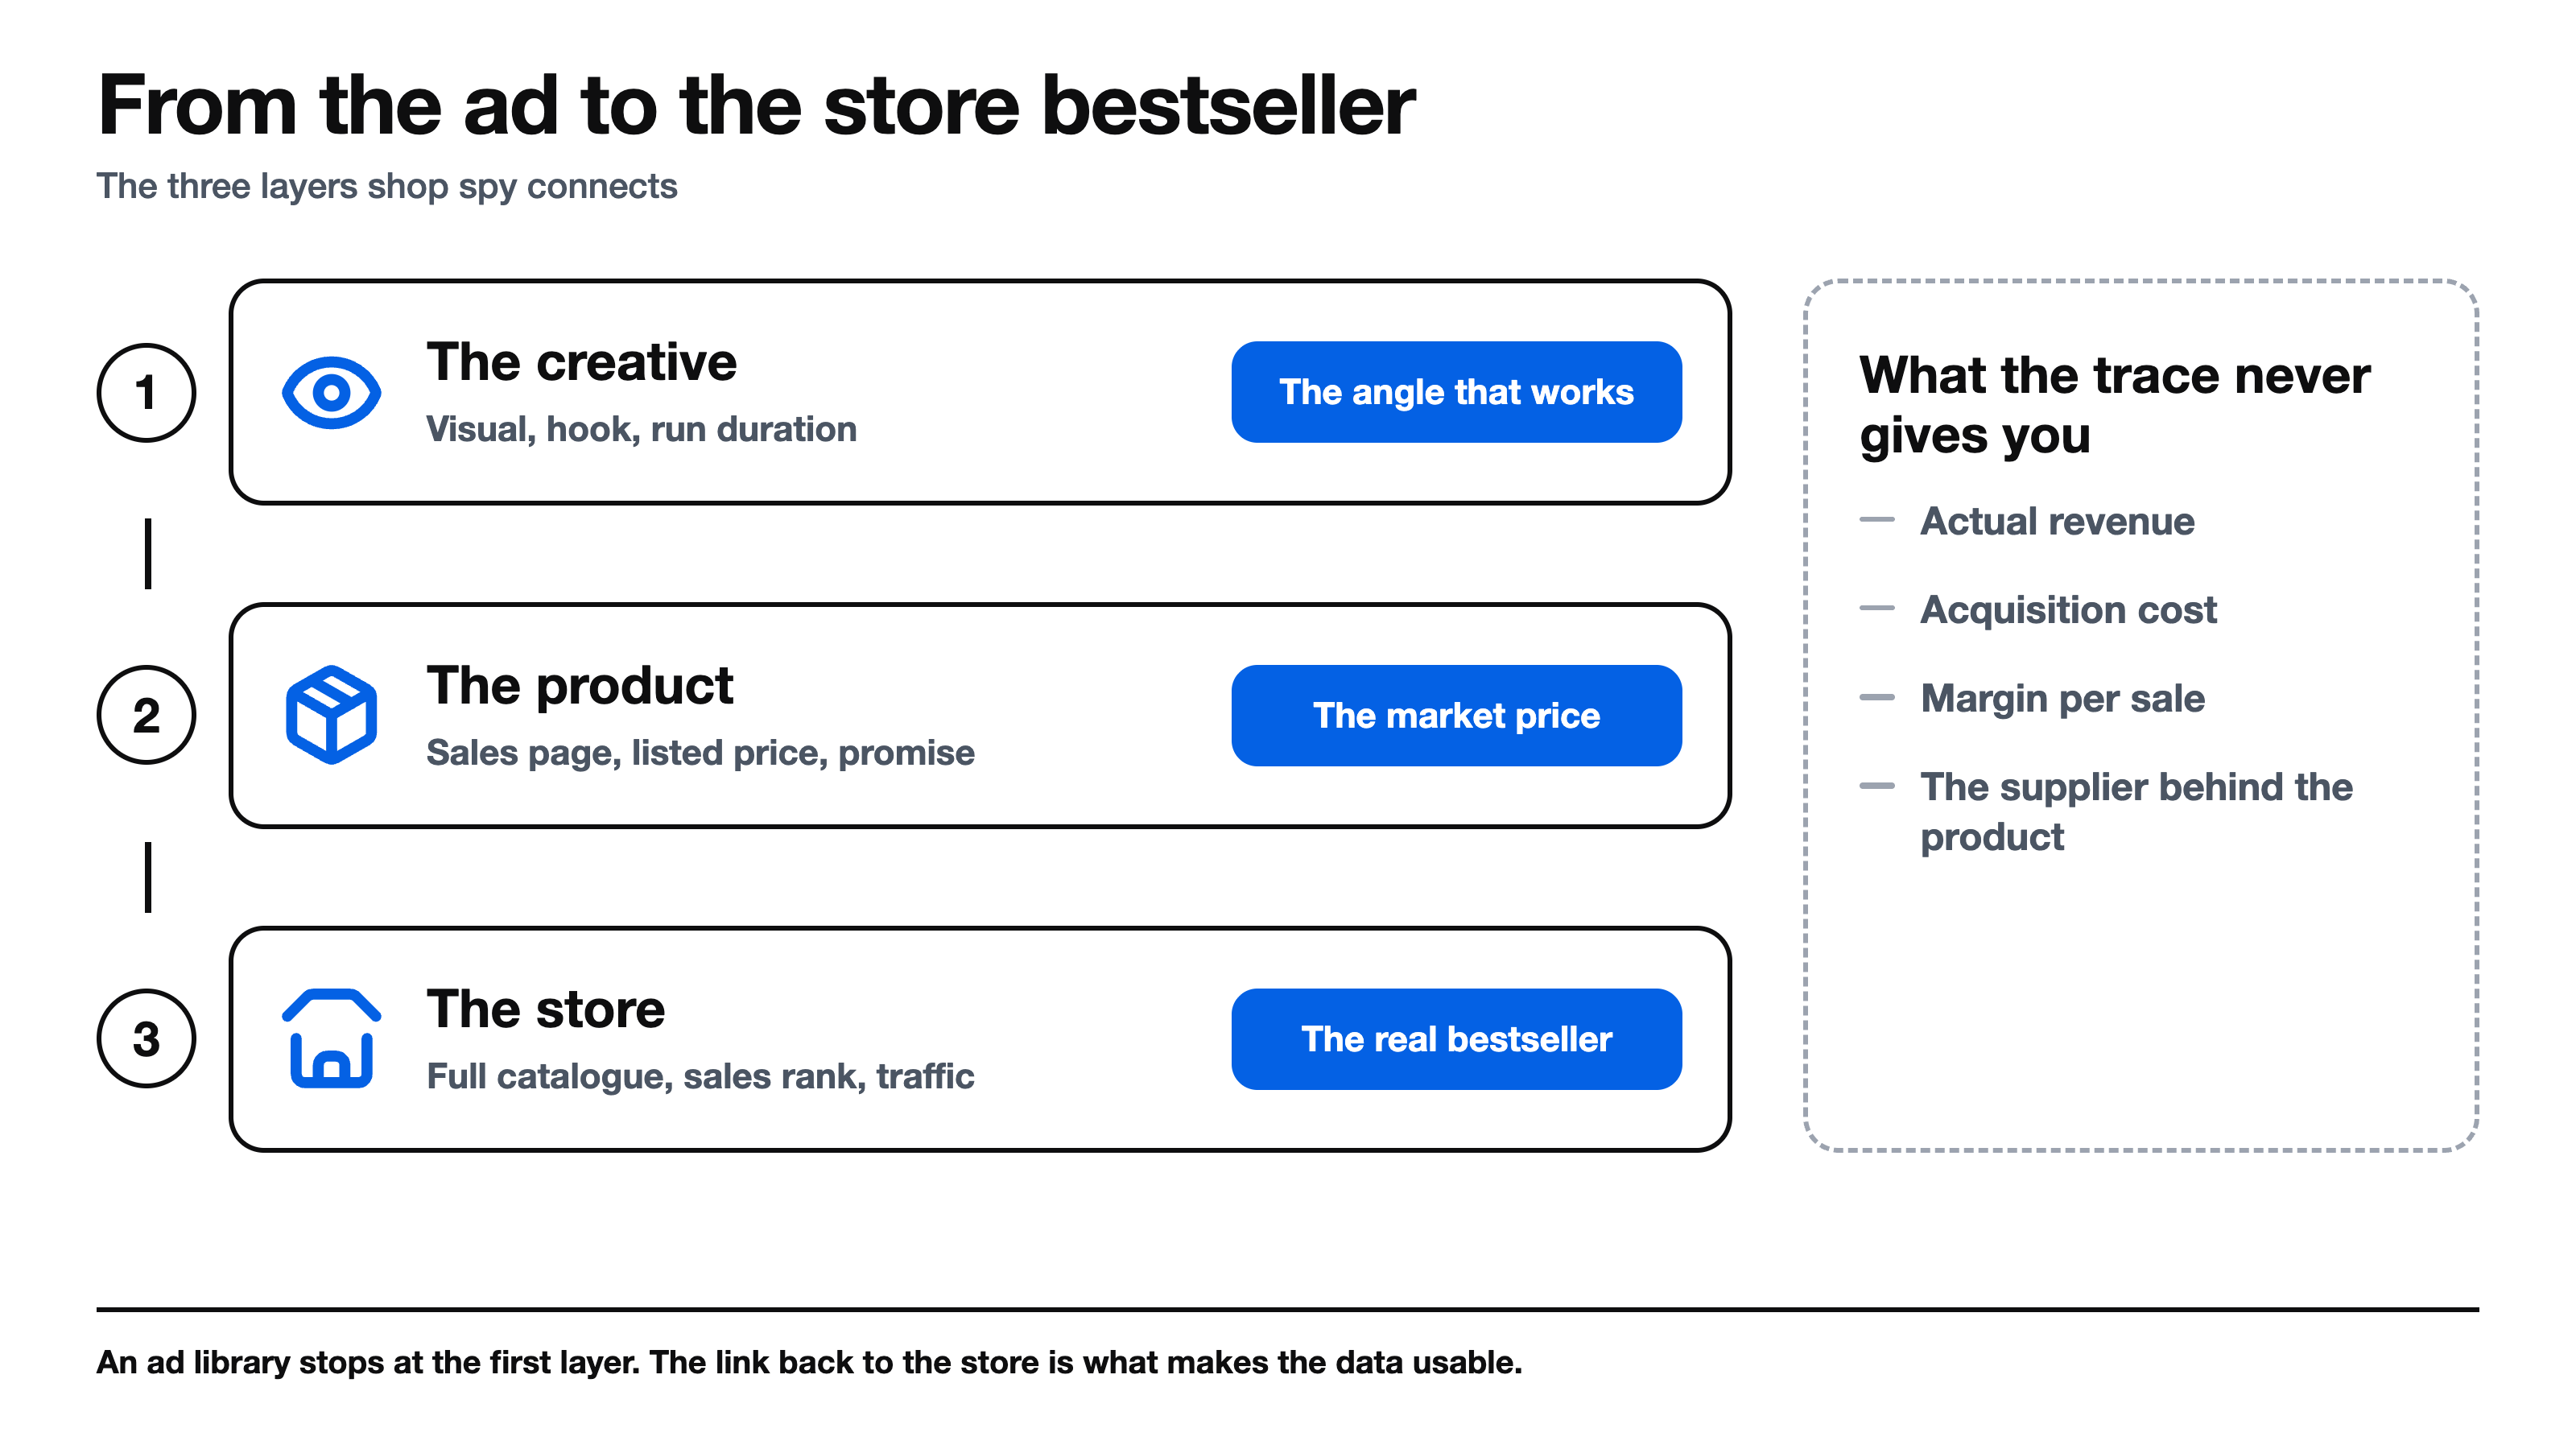 From the ad to the store bestseller
The three layers shop spy connects
1
The creative
Visual, hook, run duration
The angle that works
2
The product
Sales page, listed price, promise
The market price
3
The store
Full catalogue, sales rank, traffic
The real bestseller
What the trace never
gives you
Actual revenue
Acquisition cost
Margin per sale
The supplier behind the
product
An ad library stops at the first layer. The link back to the store is what makes the data usable.